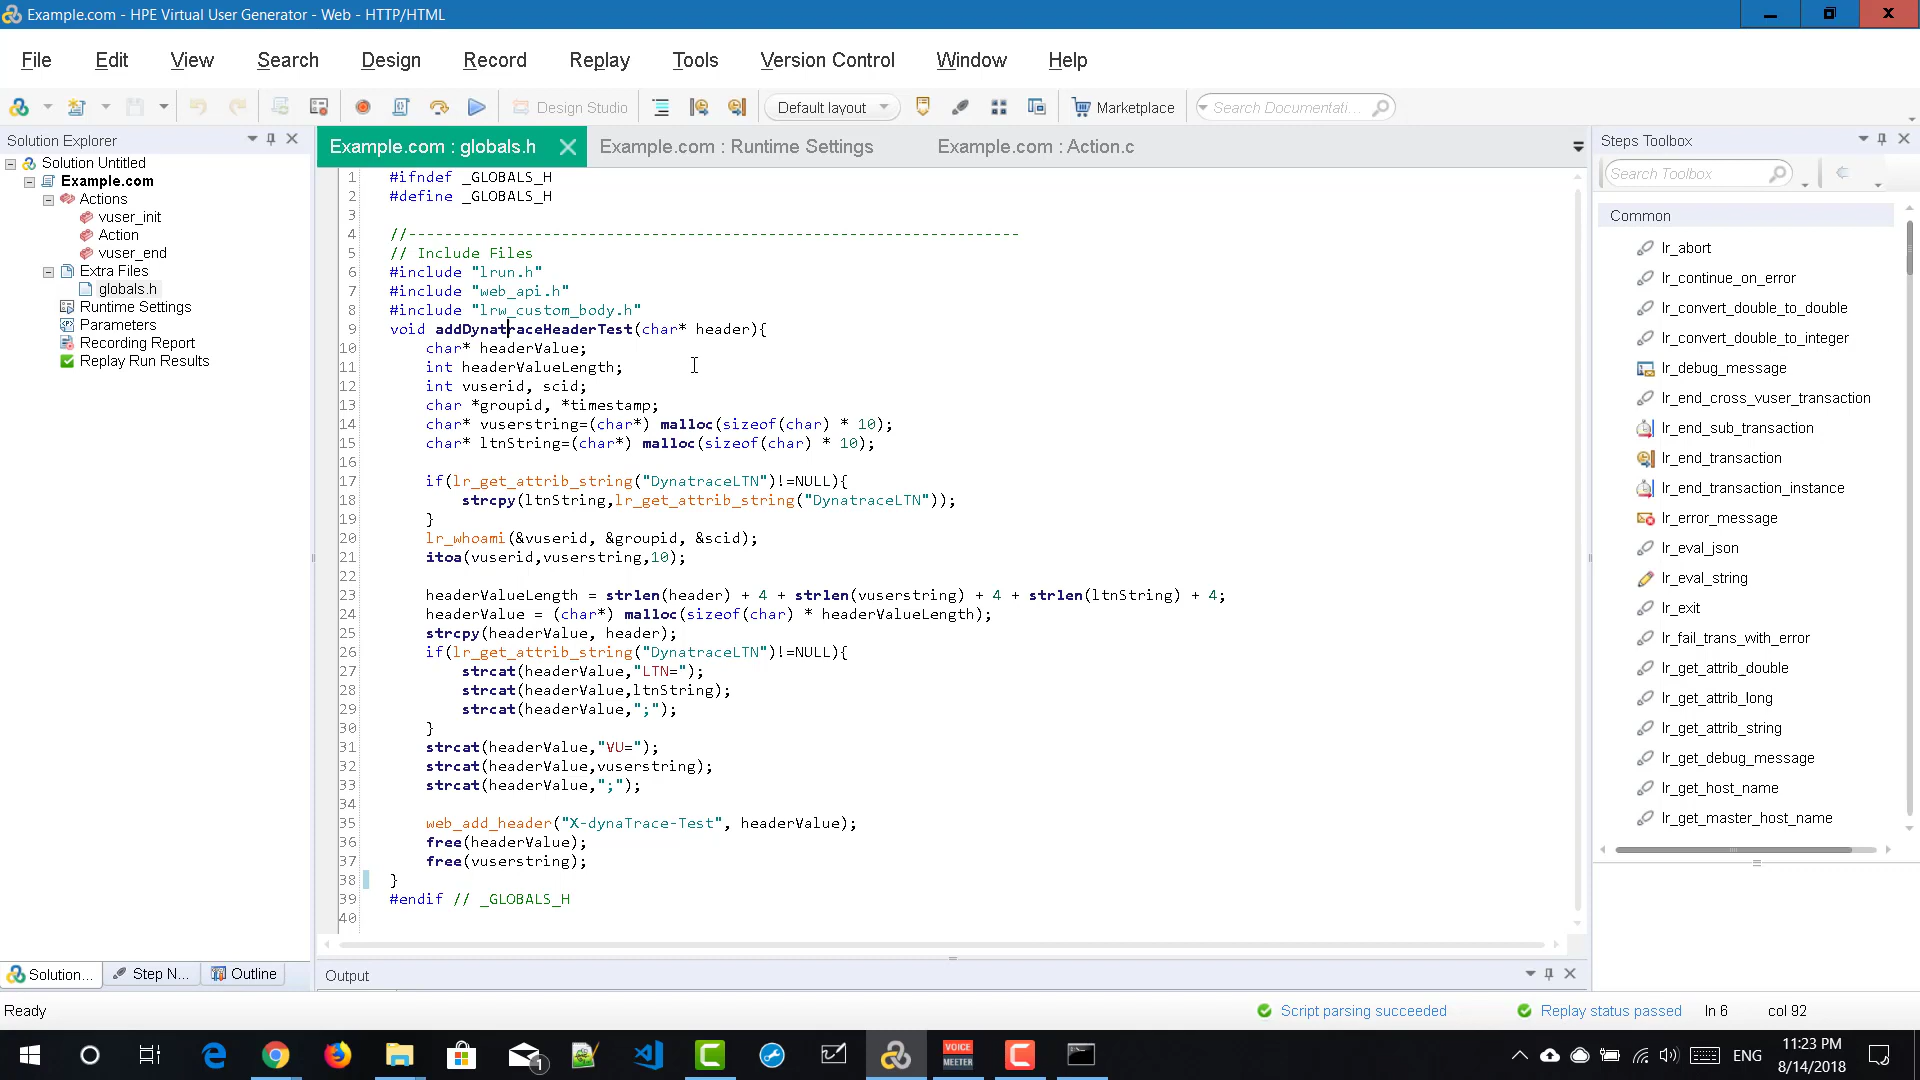 Example.com - HPE Virtual User Generator - Web - HTTP/HTML
File Edit View Search Design Record Replay Tools Version Control Window Help
Design Studio Default layout Marketplace Search Documentati...
Solution Explorer
Solution Untitled
Example.com
Actions
vuser_init
Action
vuser_end
Extra Files
globals.h
Runtime Settings
Parameters
Recording Report
Replay Run Results
Solution... Step N... Outline
Example.com : globals.h Example.com : Runtime Settings Example.com : Action.c
1 #ifndef _GLOBALS_H
2 #define _GLOBALS_H
3
4 //--------------------------------------------------------------------
5 // Include Files
6 #include "lrun.h"
7 #include "web_api.h"
8 #include "lrw_custom_body.h"
9 void addDynatraceHeaderTest(char* header){
10 char* headerValue;
11 int headerValueLength;
12 int vuserid, scid;
13 char *groupid, *timestamp;
14 char* vuserstring=(char*) malloc(sizeof(char) * 10);
15 char* ltnString=(char*) malloc(sizeof(char) * 10);
16
17 if(lr_get_attrib_string("DynatraceLTN")!=NULL){
18 strcpy(ltnString,lr_get_attrib_string("DynatraceLTN"));
19 }
20 lr_whoami(&vuserid, &groupid, &scid);
21 itoa(vuserid,vuserstring,10);
22
23 headerValueLength = strlen(header) + 4 + strlen(vuserstring) + 4 + strlen(ltnString) + 4;
24 headerValue = (char*) malloc(sizeof(char) * headerValueLength);
25 strcpy(headerValue, header);
26 if(lr_get_attrib_string("DynatraceLTN")!=NULL){
27 strcat(headerValue,"LTN=");
28 strcat(headerValue,ltnString);
29 strcat(headerValue,";");
30 }
31 strcat(headerValue,"VU=");
32 strcat(headerValue,vuserstring);
33 strcat(headerValue,";");
34
35 web_add_header("X-dynaTrace-Test", headerValue);
36 free(headerValue);
37 free(vuserstring);
38 }
39 #endif // _GLOBALS_H
40
Output
Steps Toolbox
Search Toolbox
Common
lr_abort
lr_continue_on_error
lr_convert_double_to_double
lr_convert_double_to_integer
lr_debug_message
lr_end_cross_vuser_transaction
lr_end_sub_transaction
lr_end_transaction
lr_end_transaction_instance
lr_error_message
lr_eval_json
lr_eval_string
lr_exit
lr_fail_trans_with_error
lr_get_attrib_double
lr_get_attrib_long
lr_get_attrib_string
lr_get_debug_message
lr_get_host_name
lr_get_master_host_name
Ready Script parsing succeeded Replay status passed ln 6 col 92
1 VOICE MEETER ENG 11:23 PM
8/14/2018